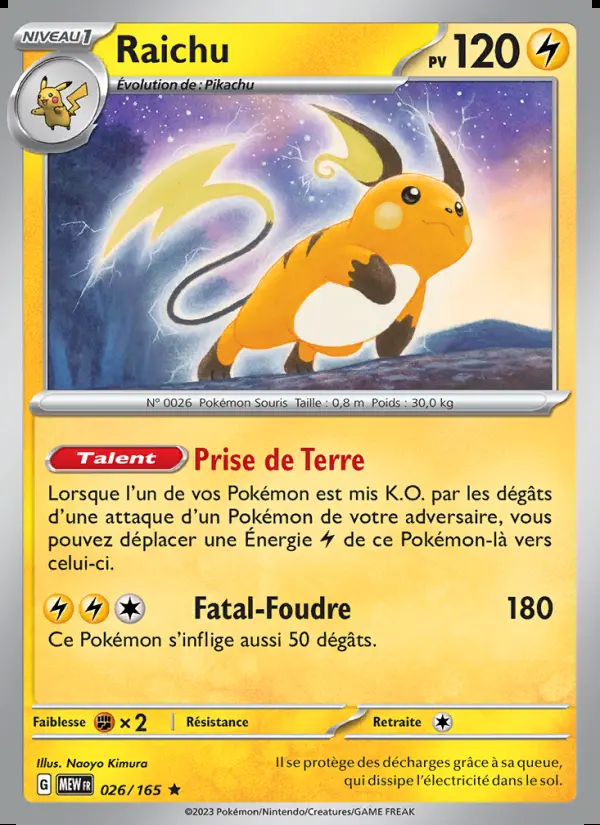 NIVEAU 1
Raichu
PV 120
Évolution de : Pikachu
N° 0026 Pokémon Souris Taille : 0,8 m Poids : 30,0 kg
Talent Prise de Terre
Lorsque l'un de vos Pokémon est mis K.O. par les dégâts
d'une attaque d'un Pokémon de votre adversaire, vous
pouvez déplacer une Énergie de ce Pokémon-là vers
celui-ci.
Fatal-Foudre 180
Ce Pokémon s'inflige aussi 50 dégâts.
Faiblesse ×2 Résistance Retraite
Illus. Naoyo Kimura
Il se protège des décharges grâce à sa queue,
qui dissipe l'électricité dans le sol.
G MEW FR 026/165 ★
©2023 Pokémon/Nintendo/Creatures/GAME FREAK